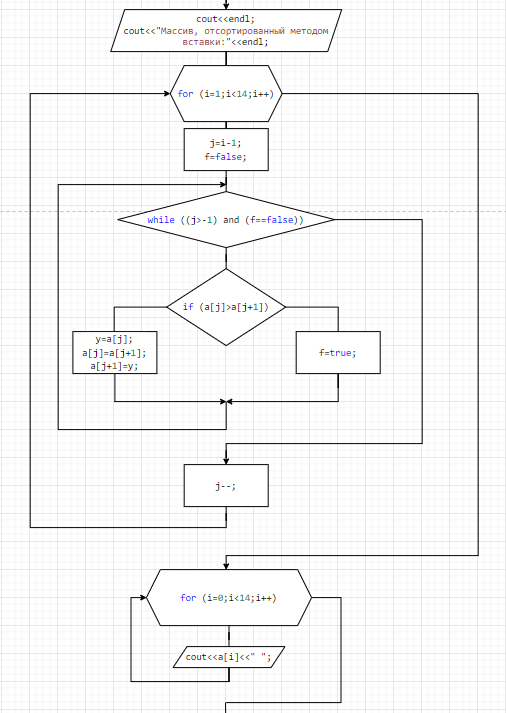 cout<<endl;
cout<<"Массив, отсортированный методом
вставки:"<<endl;
for (i=1;i<14;i++)
j=i-1;
f=false;
while ((j>-1) and (f==false))
if (a[j]>a[j+1])
y=a[j];
a[j]=a[j+1];
a[j+1]=y;
f=true;
j--;
for (i=0;i<14;i++)
cout<<a[i]<<" ";